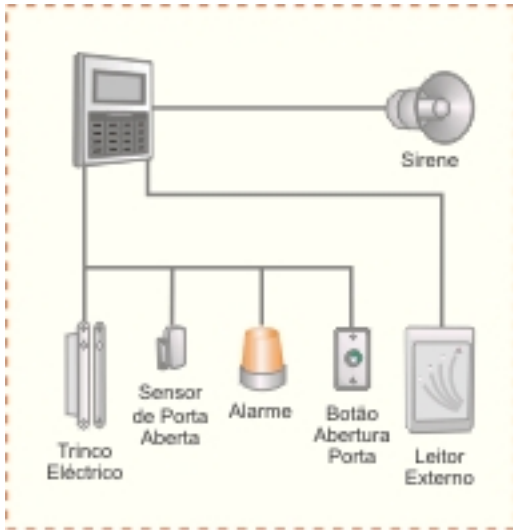 Sirene
Sensor
de Porta
Aberta
Alarme
Botão
Abertura
Porta
Trinco
Eléctrico
Leitor
Externo